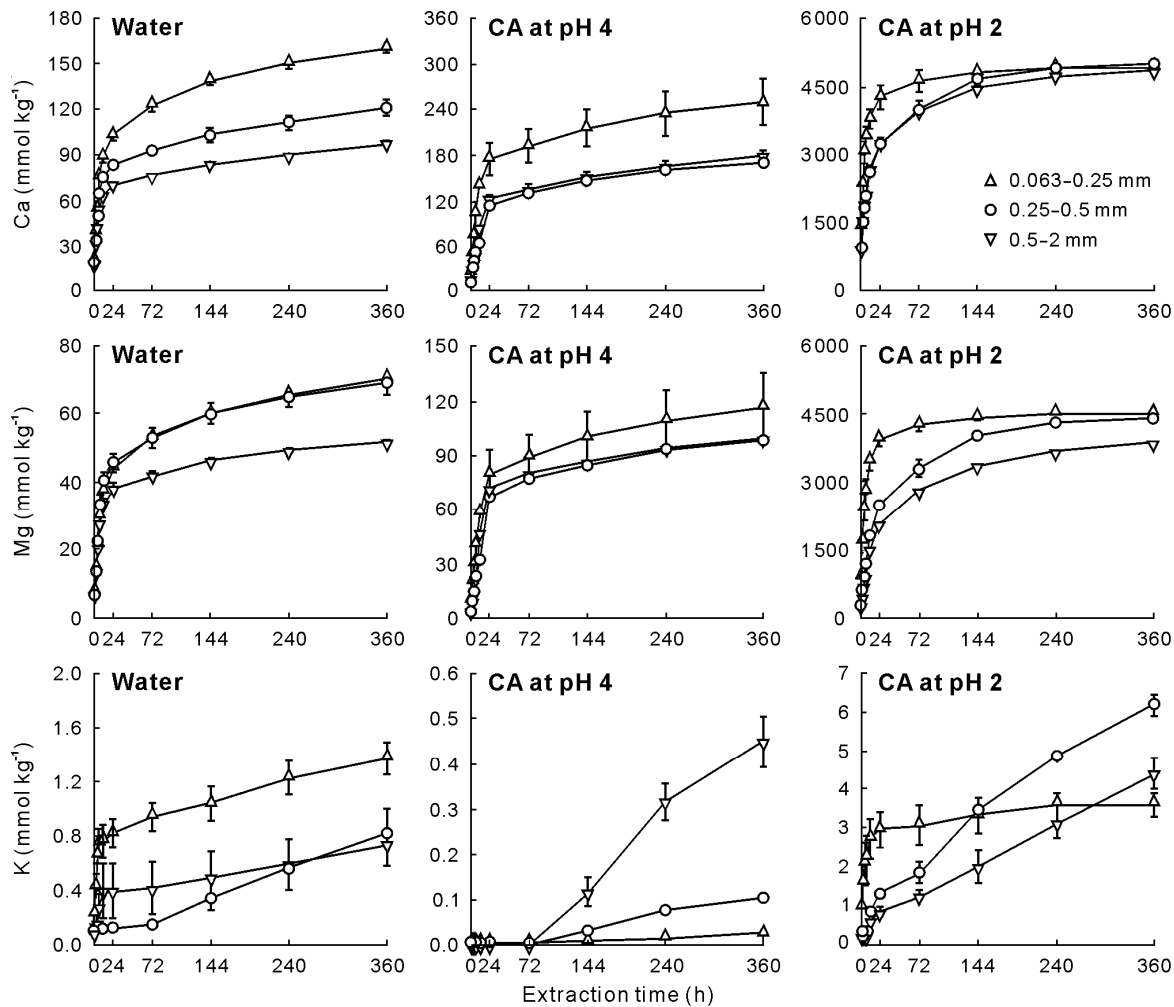 Water
CA at pH 4
CA at pH 2
Ca (mmol kg⁻¹)
180
150
120
90
60
30
0
0 24 72 144 240 360
360
300
240
180
120
60
0
0 24 72 144 240 360
6000
4500
3000
1500
0
0.063–0.25 mm
0.25–0.5 mm
0.5–2 mm
0 24 72 144 240 360
Water
CA at pH 4
CA at pH 2
Mg (mmol kg⁻¹)
80
60
40
20
0
0 24 72 144 240 360
150
120
90
60
30
0
0 24 72 144 240 360
6000
4500
3000
1500
0
0 24 72 144 240 360
Water
CA at pH 4
CA at pH 2
K (mmol kg⁻¹)
2.0
1.6
1.2
0.8
0.4
0.0
0 24 72 144 240 360
0.6
0.5
0.4
0.3
0.2
0.1
0.0
0 24 72 144 240 360
7
6
5
4
3
2
1
0
0 24 72 144 240 360
Extraction time (h)